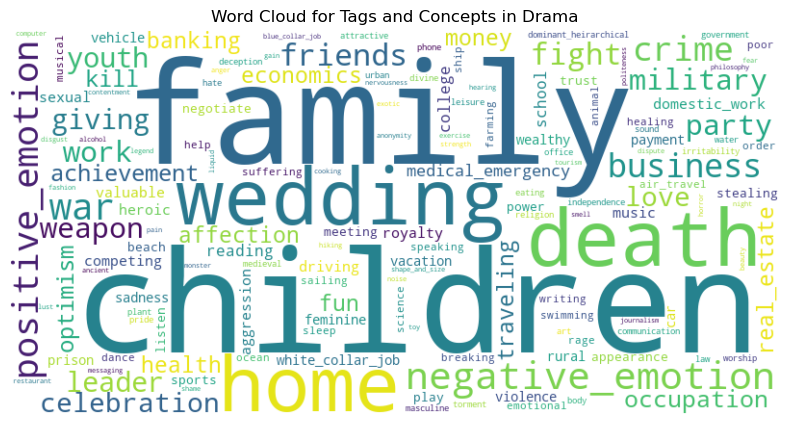 Word Cloud for Tags and Concepts in Drama
computer
vehicle
banking
blue_collar_job
attractive
phone
dominant_heirarchical
government
musical
youth
deception
gain
friends
money
ship
fight
crime
poor
philosophy
fear
kill
hate
anger
economics
urban
nervousness
divine
college
school
trust
animal
politeness
military
contentment
sexual
negotiate
exotic
leisure
hearing
domestic_work
positive_emotion
giving
family
anonymity
exercise
strength
farming
wealthy
healing
sound
water
disgust
alcohol
legend
work
help
liquid
cooking
office
tourism
payment
order
party
dispute
irritability
fashion
achievement
suffering
medical_emergency
business
war
valuable
heroic
wedding
eating
religion
power
independence
love
air_travel
stealing
horror
night
smell
music
weapon
pain
affection
meeting
royalty
speaking
death
real_estate
optimism
beach
competing
reading
hiking
driving
vacation
traveling
beauty
ancient
monster
medieval
sailing
shape_and_size
noise
science
children
sadness
lust
plant
pride
listen
aggression
fun
feminine
sleep
toy
writing
swimming
art
rage
journalism
communication
car
prison
dance
health
ocean
white_collar_job
breaking
rural
appearance
law
worship
restaurant
messaging
leader
sports
shame
home
negative_emotion
celebration
play
masculine
violence
emotional
torment
body
occupation